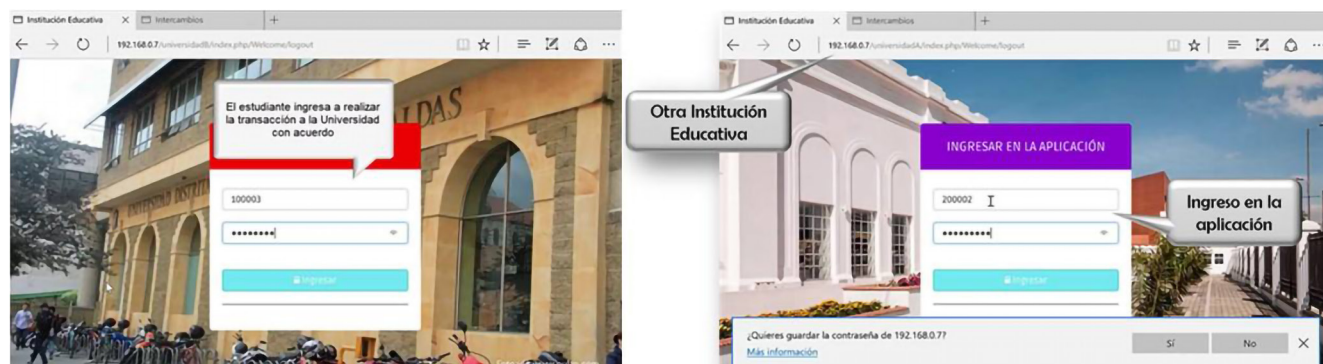 Institución Educativa
Intercambios
192.168.0.7/universidadB/index.php/Welcome/logout
El estudiante ingresa a realizar
la transacción a la Universidad
con acuerdo
UNIVERSIDAD DISTRITAL
CALDAS
100003
Ingresar
Institución Educativa
Intercambios
192.168.0.7/universidadA/index.php/Welcome/logout
Otra Institución
Educativa
INGRESAR EN LA APLICACIÓN
200002
Ingreso en la
aplicación
Ingresar
¿Quieres guardar la contraseña de 192.168.0.7?
Más información
Sí
No